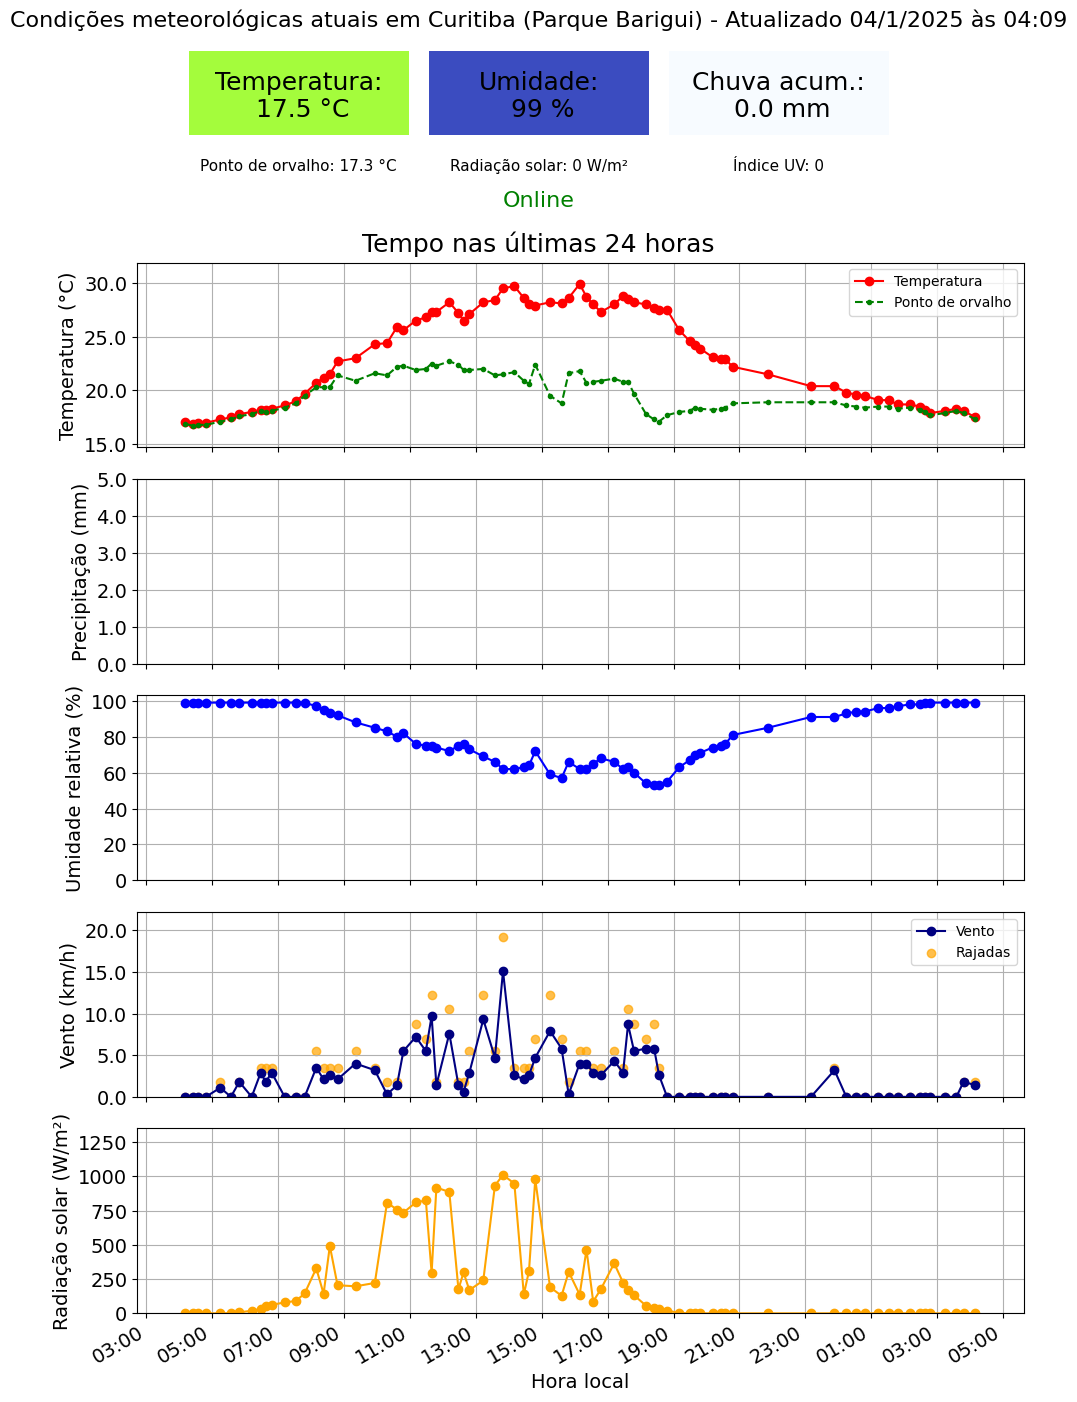 Condições meteorológicas atuais em Curitiba (Parque Barigui) - Atualizado 04/1/2025 às 04:09
Temperatura:
17.5 °C
Umidade:
99 %
Chuva acum.:
0.0 mm
Ponto de orvalho: 17.3 °C
Radiação solar: 0 W/m²
Índice UV: 0
Online
Tempo nas últimas 24 horas
Temperatura (°C)
30.0
25.0
20.0
15.0
Temperatura
Ponto de orvalho
Precipitação (mm)
5.0
4.0
3.0
2.0
1.0
0.0
Umidade relativa (%)
100
80
60
40
20
0
Vento (km/h)
20.0
15.0
10.0
5.0
0.0
Vento
Rajadas
Radiação solar (W/m²)
1250
1000
750
500
250
0
03:00
05:00
07:00
09:00
11:00
13:00
15:00
17:00
19:00
21:00
23:00
01:00
03:00
05:00
Hora local